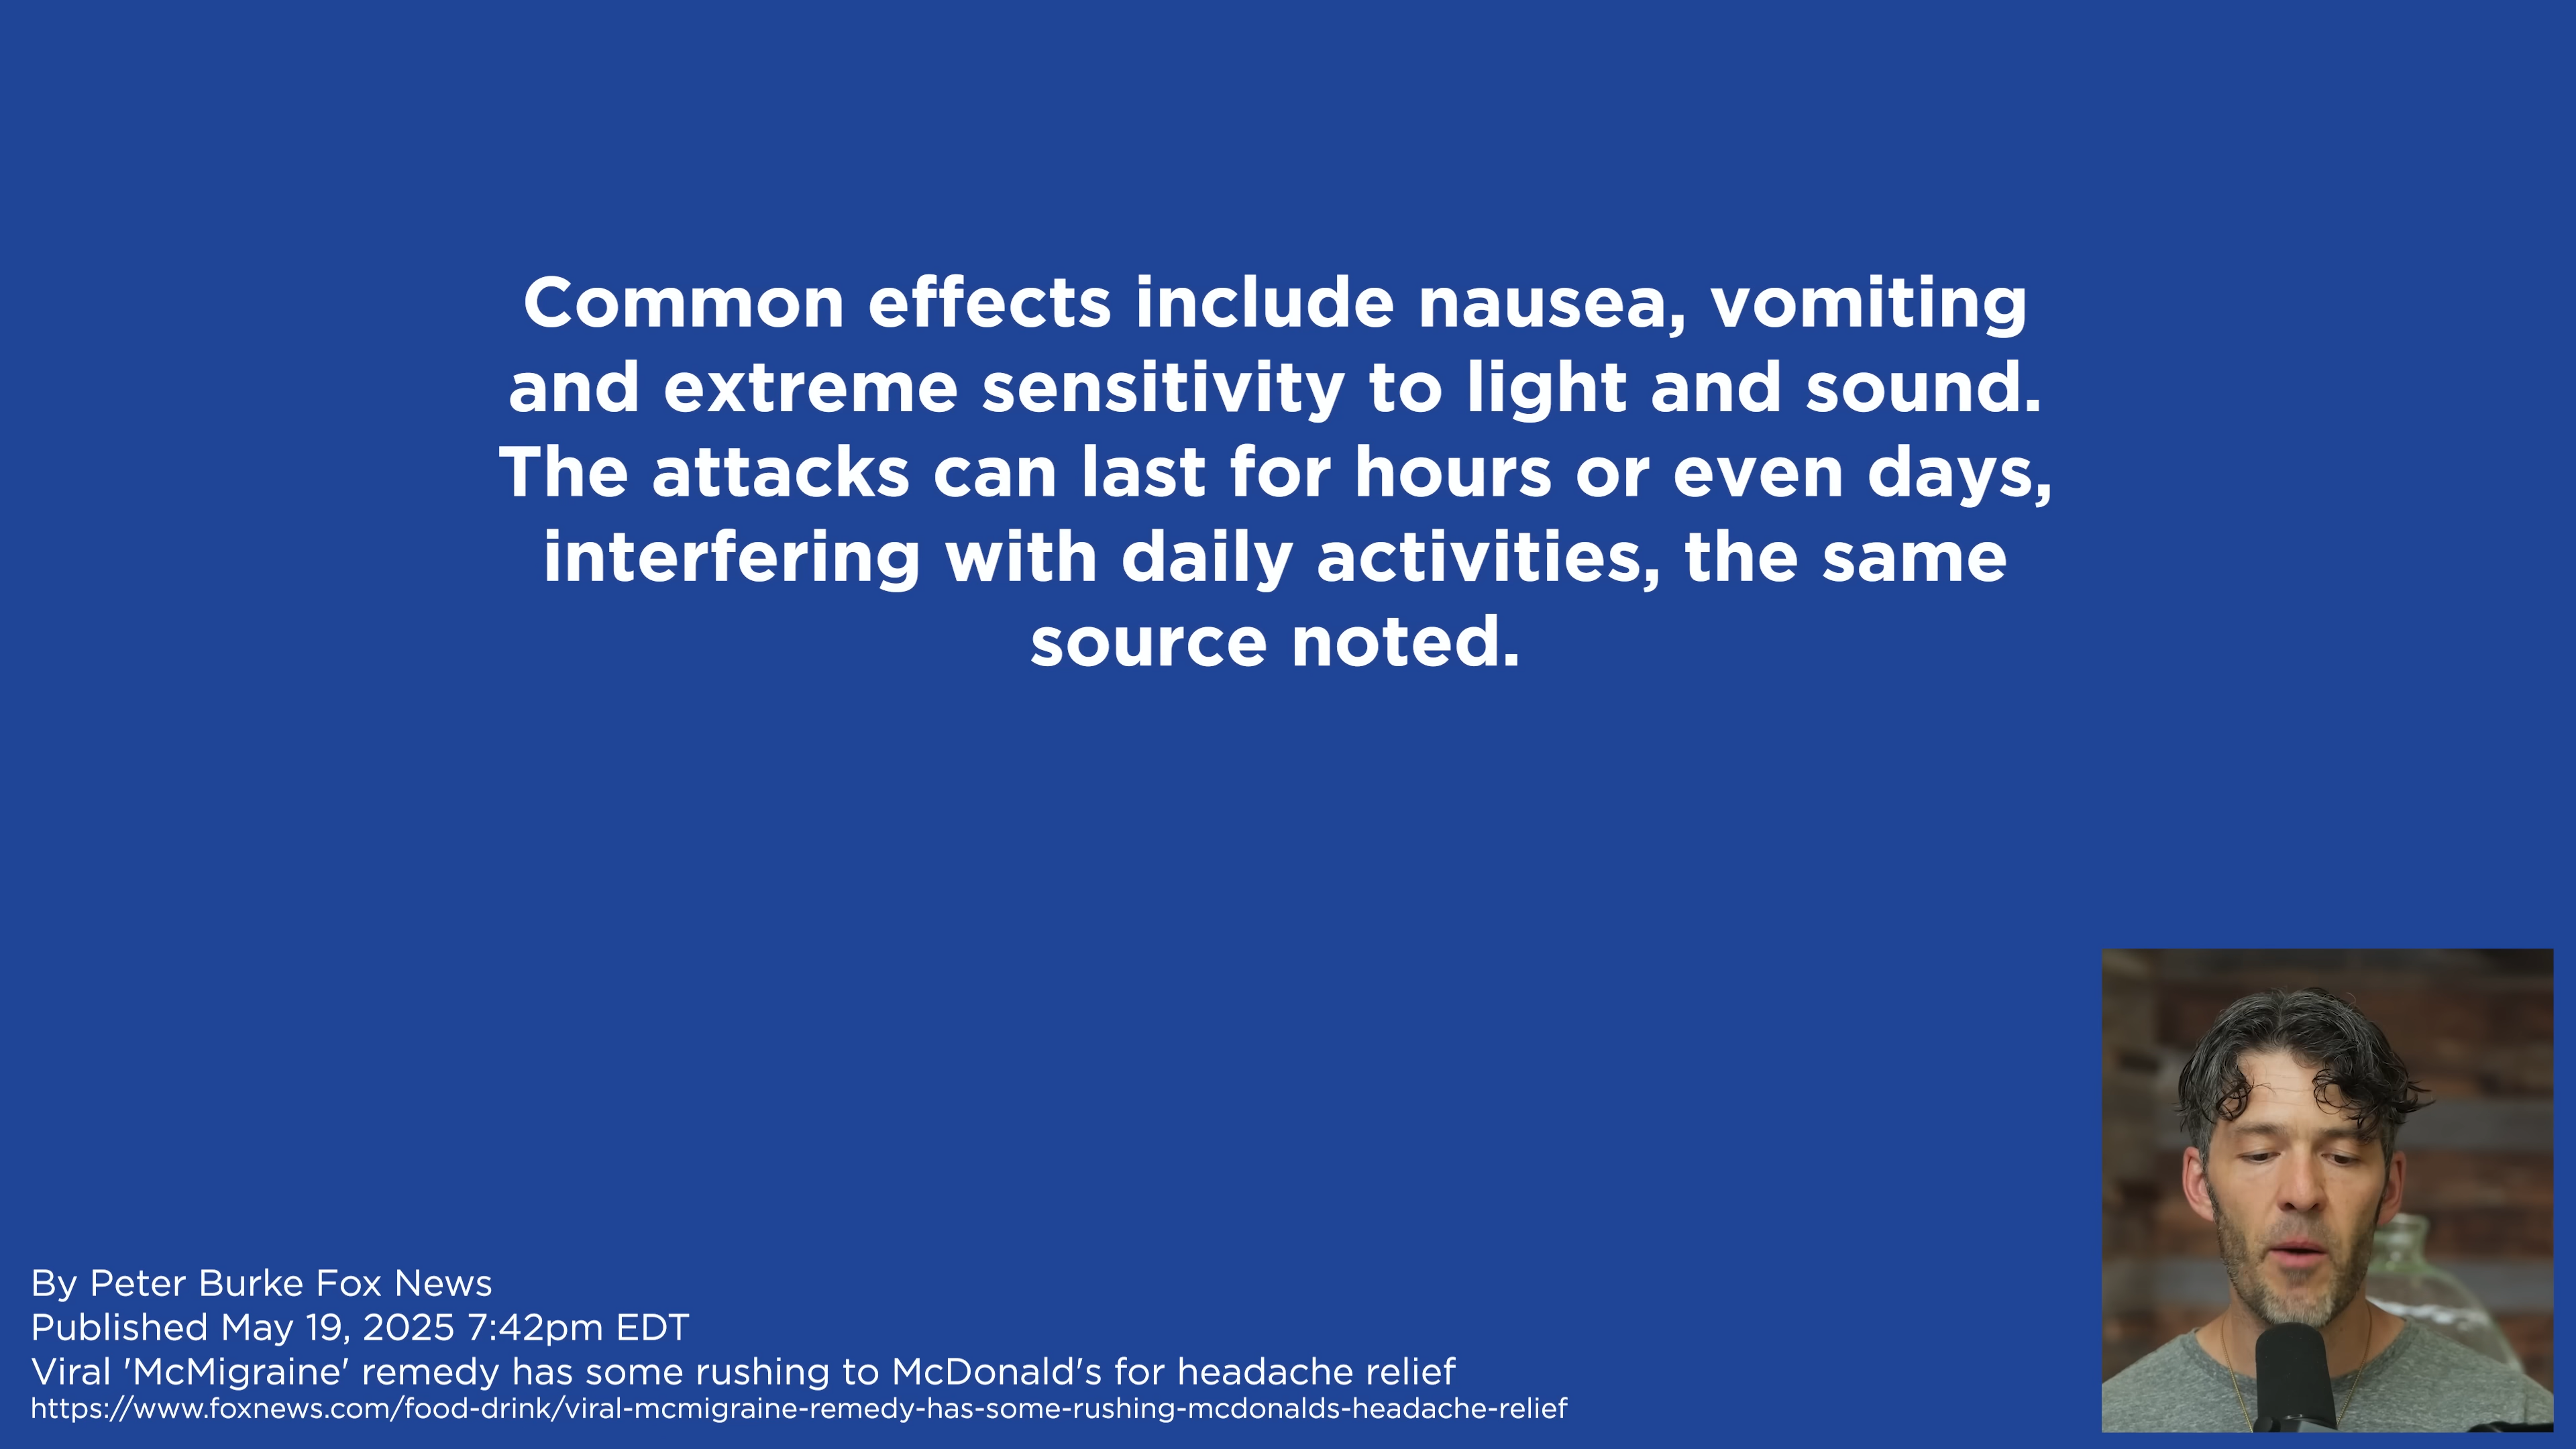 Common effects include nausea, vomiting
and extreme sensitivity to light and sound.
The attacks can last for hours or even days,
interfering with daily activities, the same
source noted.
By Peter Burke Fox News
Published May 19, 2025 7:42pm EDT
Viral 'McMigraine' remedy has some rushing to McDonald's for headache relief
https://www.foxnews.com/food-drink/viral-mcmigraine-remedy-has-some-rushing-mcdonalds-headache-relief